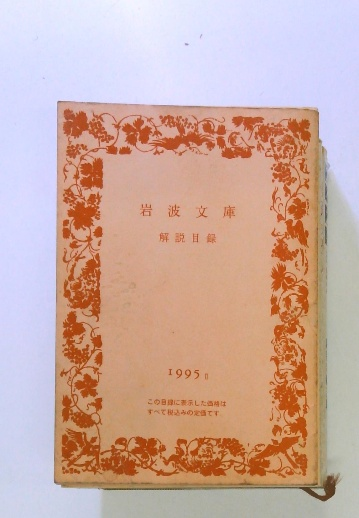 岩波文庫
解説目録
1995 II
この目録に表示した価格は
すべて税込みの定価です